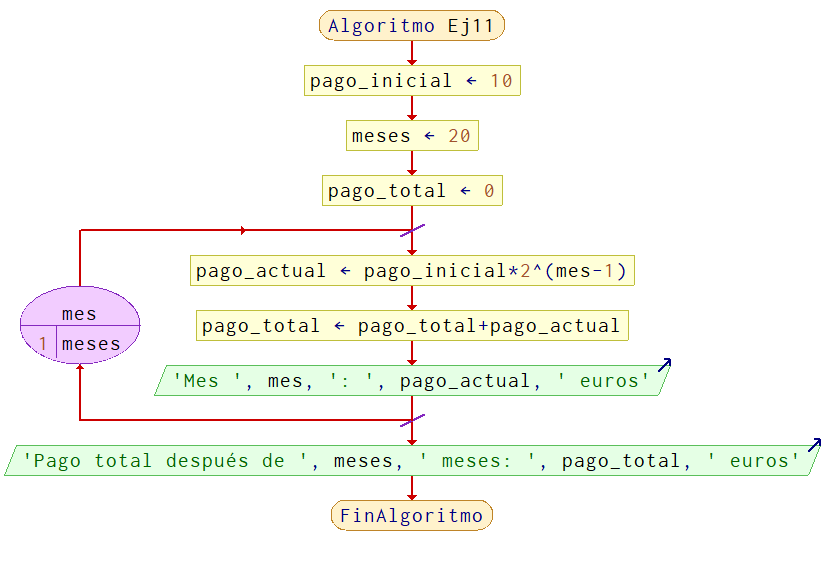 Algoritmo Ej11
pago_inicial ← 10
meses ← 20
pago_total ← 0
pago_actual ← pago_inicial*2^(mes-1)
mes
1 meses
pago_total ← pago_total+pago_actual
'Mes ', mes, ': ', pago_actual, ' euros'
'Pago total después de ', meses, ' meses: ', pago_total, ' euros'
FinAlgoritmo